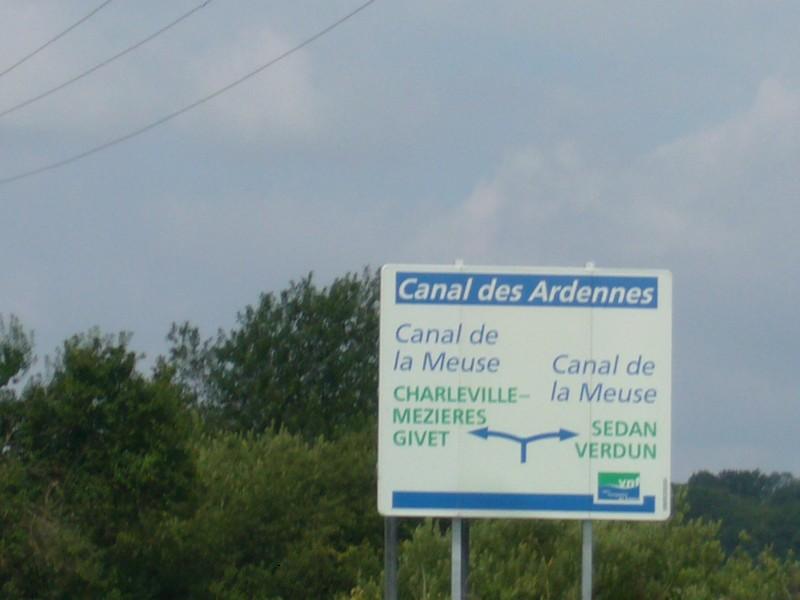 Canal des Ardennes
Canal de
la Meuse
CHARLEVILLE-
MEZIERES
GIVET
Canal de
la Meuse
SEDAN
VERDUN
vnf